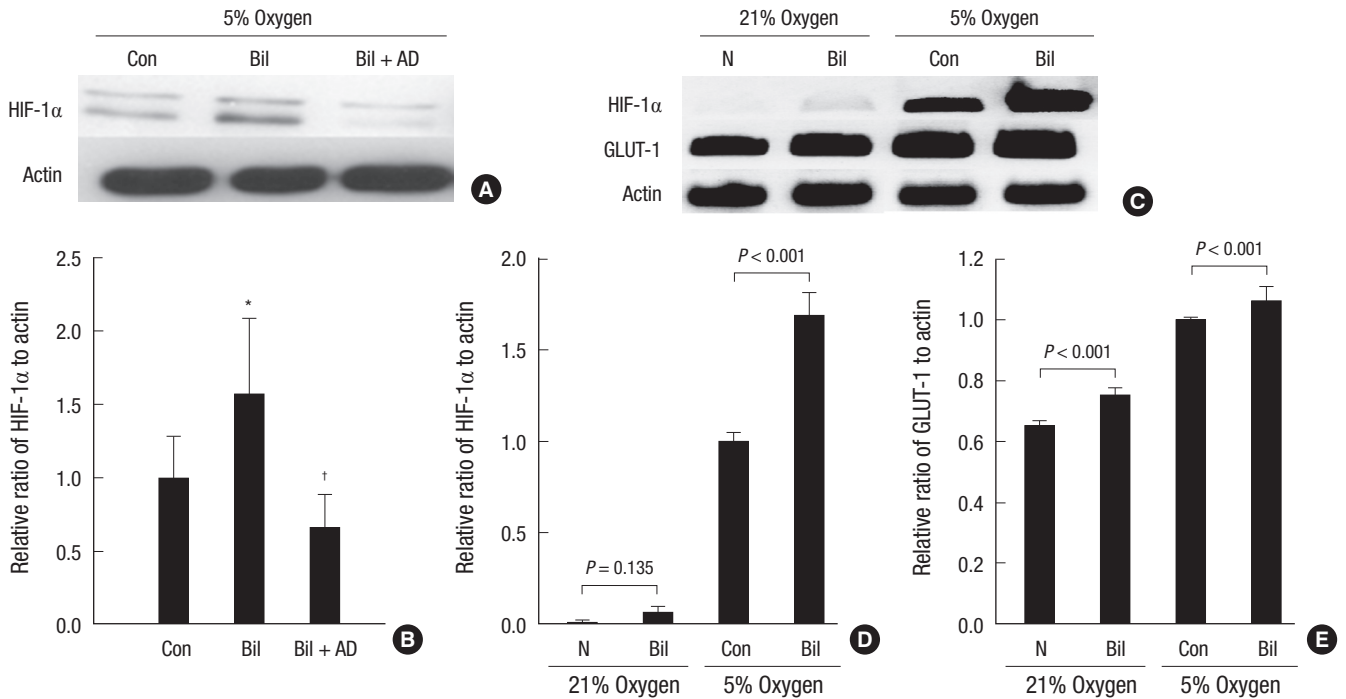 5% Oxygen
Con Bil Bil + AD
HIF-1α
Actin
A
21% Oxygen 5% Oxygen
N Bil Con Bil
HIF-1α
GLUT-1
Actin
C
Relative ratio of HIF-1α to actin
2.5
2.0
1.5
1.0
0.5
0.0
*
†
Con Bil Bil + AD
B
Relative ratio of HIF-1α to actin
2.0
1.5
1.0
0.5
0.0
P = 0.135
P < 0.001
N Bil Con Bil
21% Oxygen 5% Oxygen
D
Relative ratio of GLUT-1 to actin
1.2
1.0
0.8
0.6
0.4
0.2
0.0
P < 0.001
P < 0.001
N Bil Con Bil
21% Oxygen 5% Oxygen
E